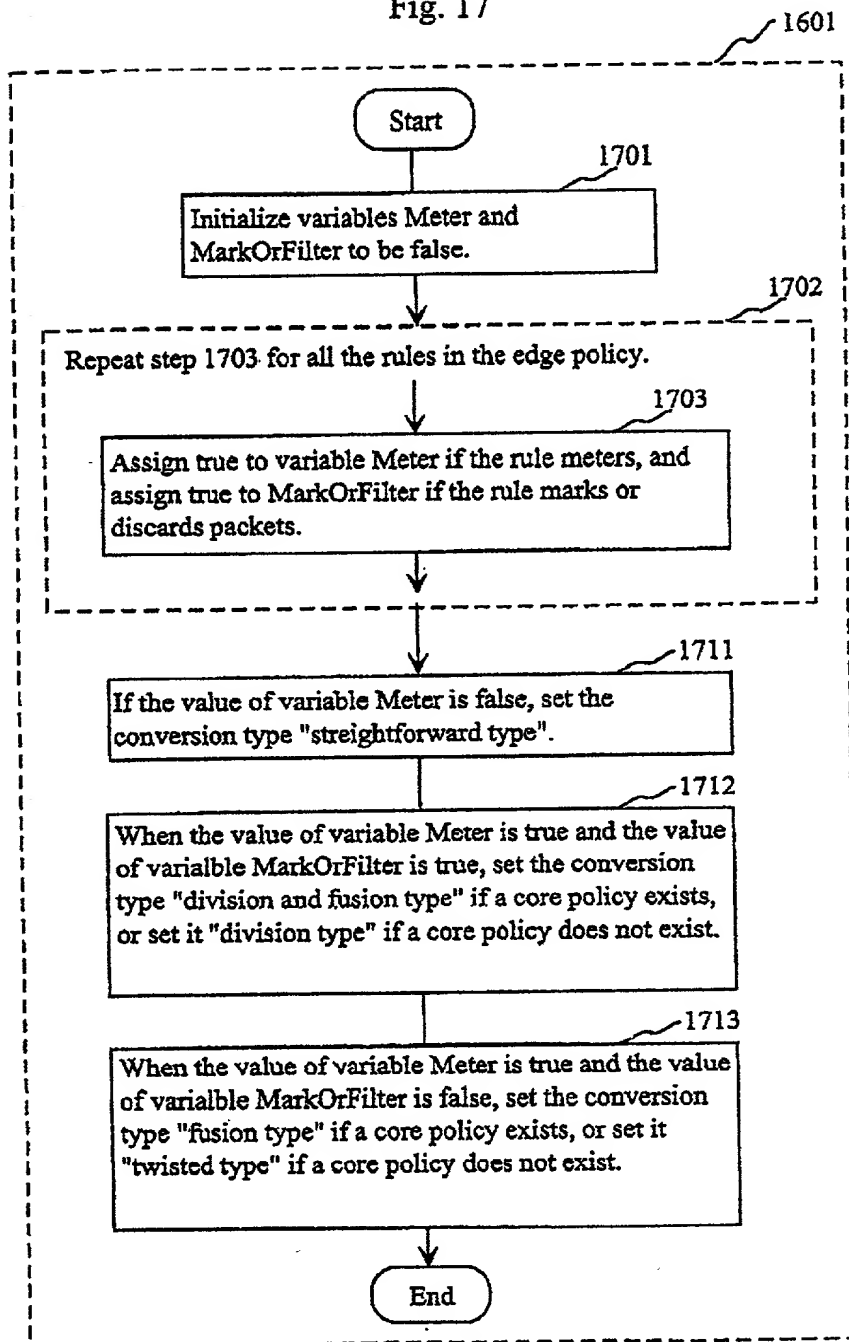 Fig. 17
1601
Start
1701
Initialize variables Meter and
MarkOrFilter to be false.
1702
Repeat step 1703 for all the rules in the edge policy.
1703
Assign true to variable Meter if the rule meters, and
assign true to MarkOrFilter if the rule marks or
discards packets.
1711
If the value of variable Meter is false, set the
conversion type "streightforward type".
1712
When the value of variable Meter is true and the value
of varialble MarkOrFilter is true, set the conversion
type "division and fusion type" if a core policy exists,
or set it "division type" if a core policy does not exist.
1713
When the value of variable Meter is true and the value
of varialble MarkOrFilter is false, set the conversion
type "fusion type" if a core policy exists, or set it
"twisted type" if a core policy does not exist.
End